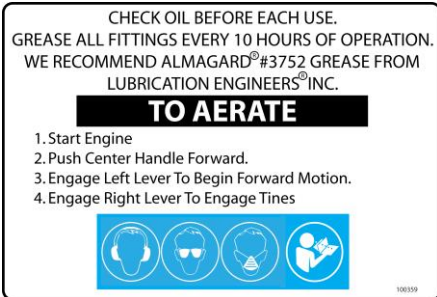 CHECK OIL BEFORE EACH USE.
GREASE ALL FITTINGS EVERY 10 HOURS OF OPERATION.
WE RECOMMEND ALMAGARD® #3752 GREASE FROM
LUBRICATION ENGINEERS® INC.
TO AERATE
1. Start Engine
2. Push Center Handle Forward.
3. Engage Left Lever To Begin Forward Motion.
4. Engage Right Lever To Engage Tines
100359